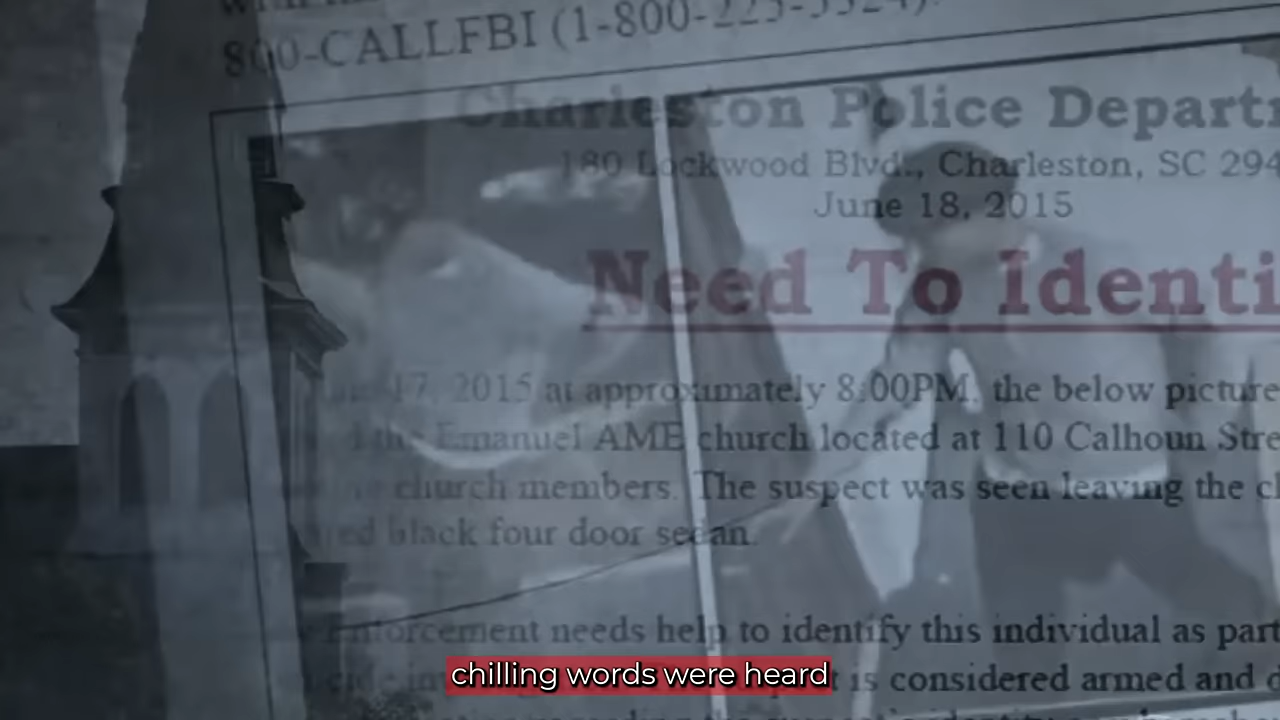 800-CALLFBI (1-800-225-5324).
Charleston Police Depart
180 Lockwood Blvd., Charleston, SC 294
June 18, 2015
Need To Identi
17, 2015 at approximately 8:00PM, the below picture
the Emanuel AME church located at 110 Calhoun Stre
church members. The suspect was seen leaving the c
red black four door sedan.
enforcement needs help to identify this individual as part
is considered armed and d
chilling words were heard